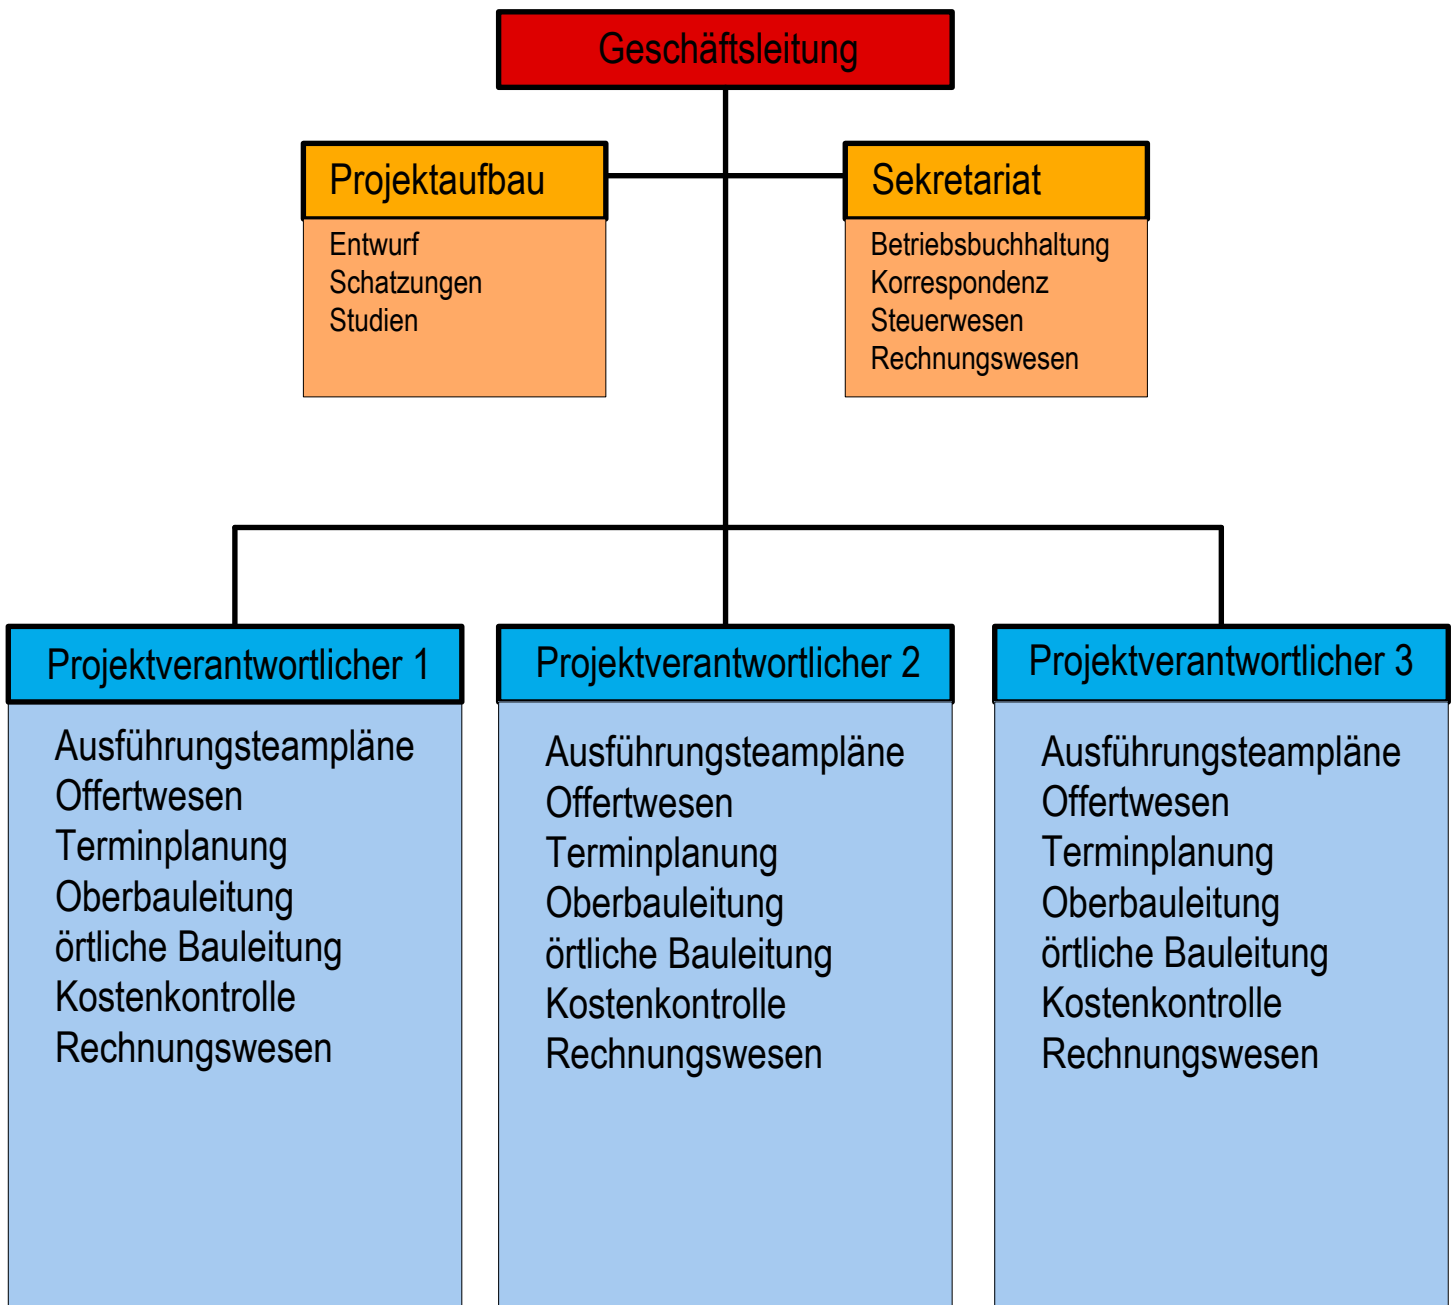 Geschäftsleitung
Projektaufbau
Entwurf
Schatzungen
Studien
Sekretariat
Betriebsbuchhaltung
Korrespondenz
Steuerwesen
Rechnungswesen
Projektverantwortlicher 1
Ausführungsteampläne
Offertwesen
Terminplanung
Oberbauleitung
örtliche Bauleitung
Kostenkontrolle
Rechnungswesen
Projektverantwortlicher 2
Ausführungsteampläne
Offertwesen
Terminplanung
Oberbauleitung
örtliche Bauleitung
Kostenkontrolle
Rechnungswesen
Projektverantwortlicher 3
Ausführungsteampläne
Offertwesen
Terminplanung
Oberbauleitung
örtliche Bauleitung
Kostenkontrolle
Rechnungswesen